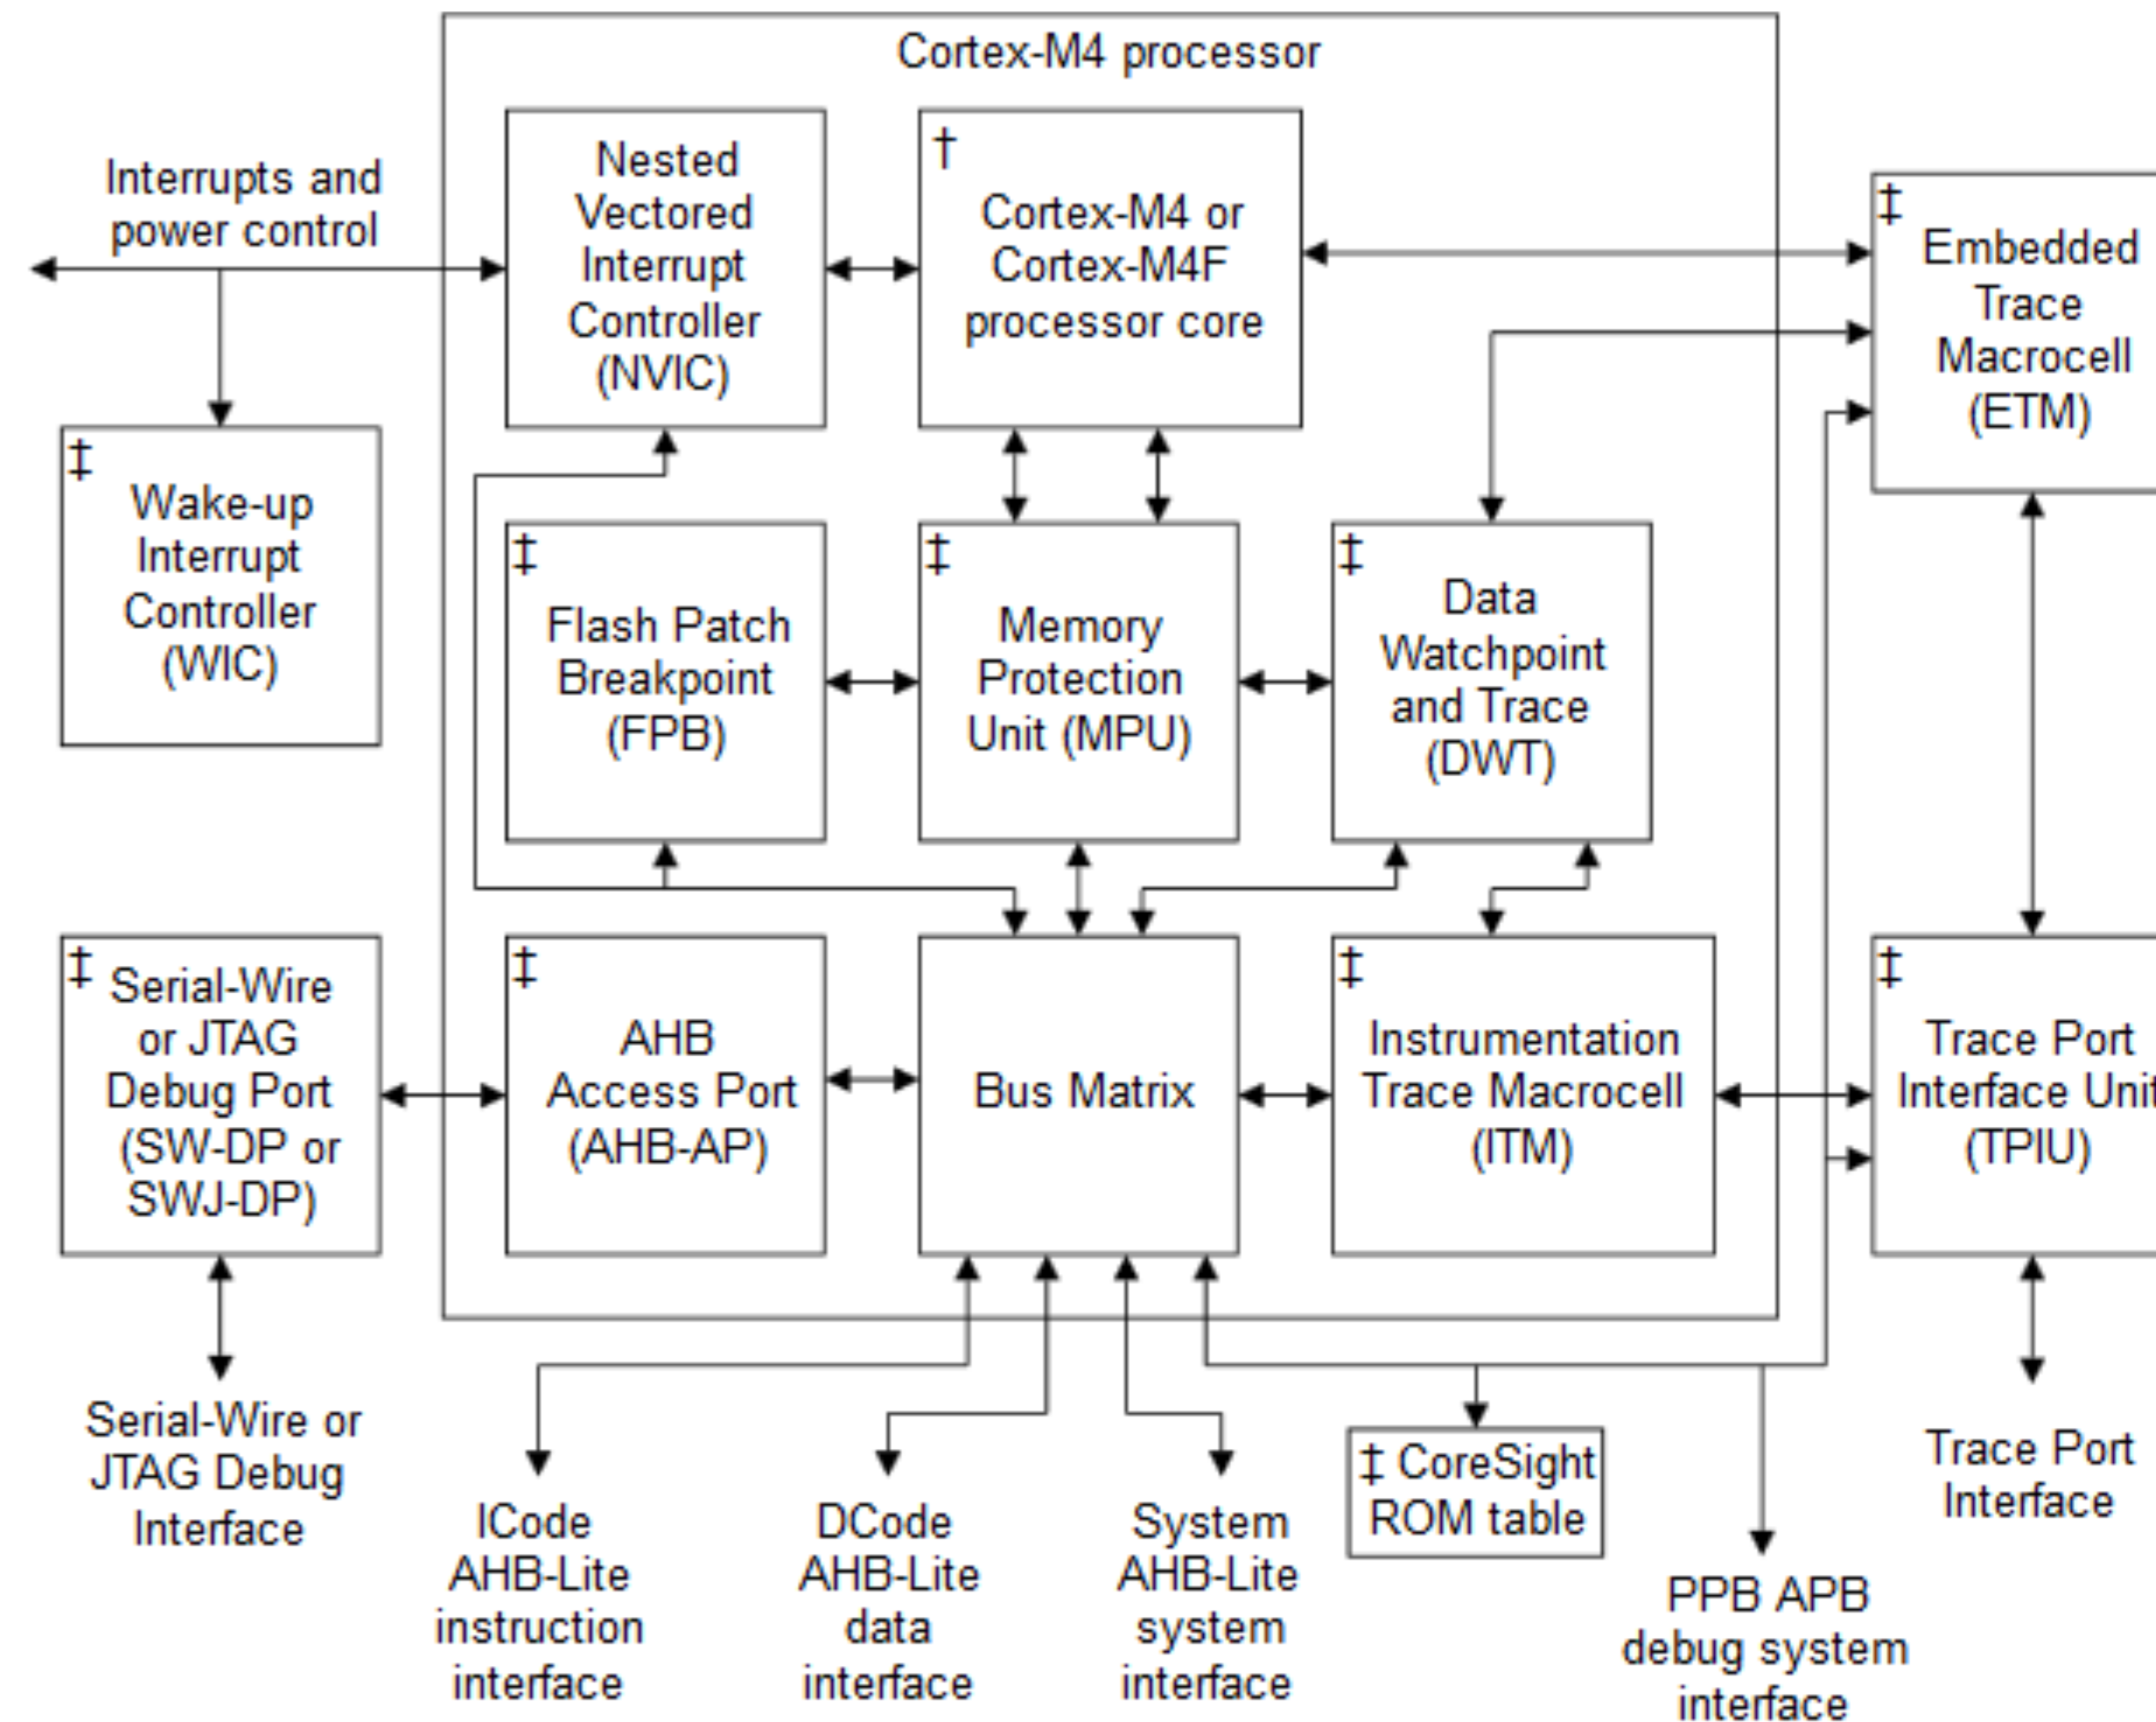 Cortex-M4 processor
Interrupts and
power control
Nested
Vectored
Interrupt
Controller
(NVIC)
†
Cortex-M4 or
Cortex-M4F
processor core
‡
Embedded
Trace
Macrocell
(ETM)
‡
Wake-up
Interrupt
Controller
(WIC)
‡
Flash Patch
Breakpoint
(FPB)
‡
Memory
Protection
Unit (MPU)
‡
Data
Watchpoint
and Trace
(DWT)
‡ Serial-Wire
or JTAG
Debug Port
(SW-DP or
SWJ-DP)
‡
AHB
Access Port
(AHB-AP)
Bus Matrix
‡
Instrumentation
Trace Macrocell
(ITM)
‡
Trace Port
Interface Unit
(TPIU)
Serial-Wire or
JTAG Debug
Interface
ICode
AHB-Lite
instruction
interface
DCode
AHB-Lite
data
interface
System
AHB-Lite
system
interface
‡ CoreSight
ROM table
PPB APB
debug system
interface
Trace Port
Interface